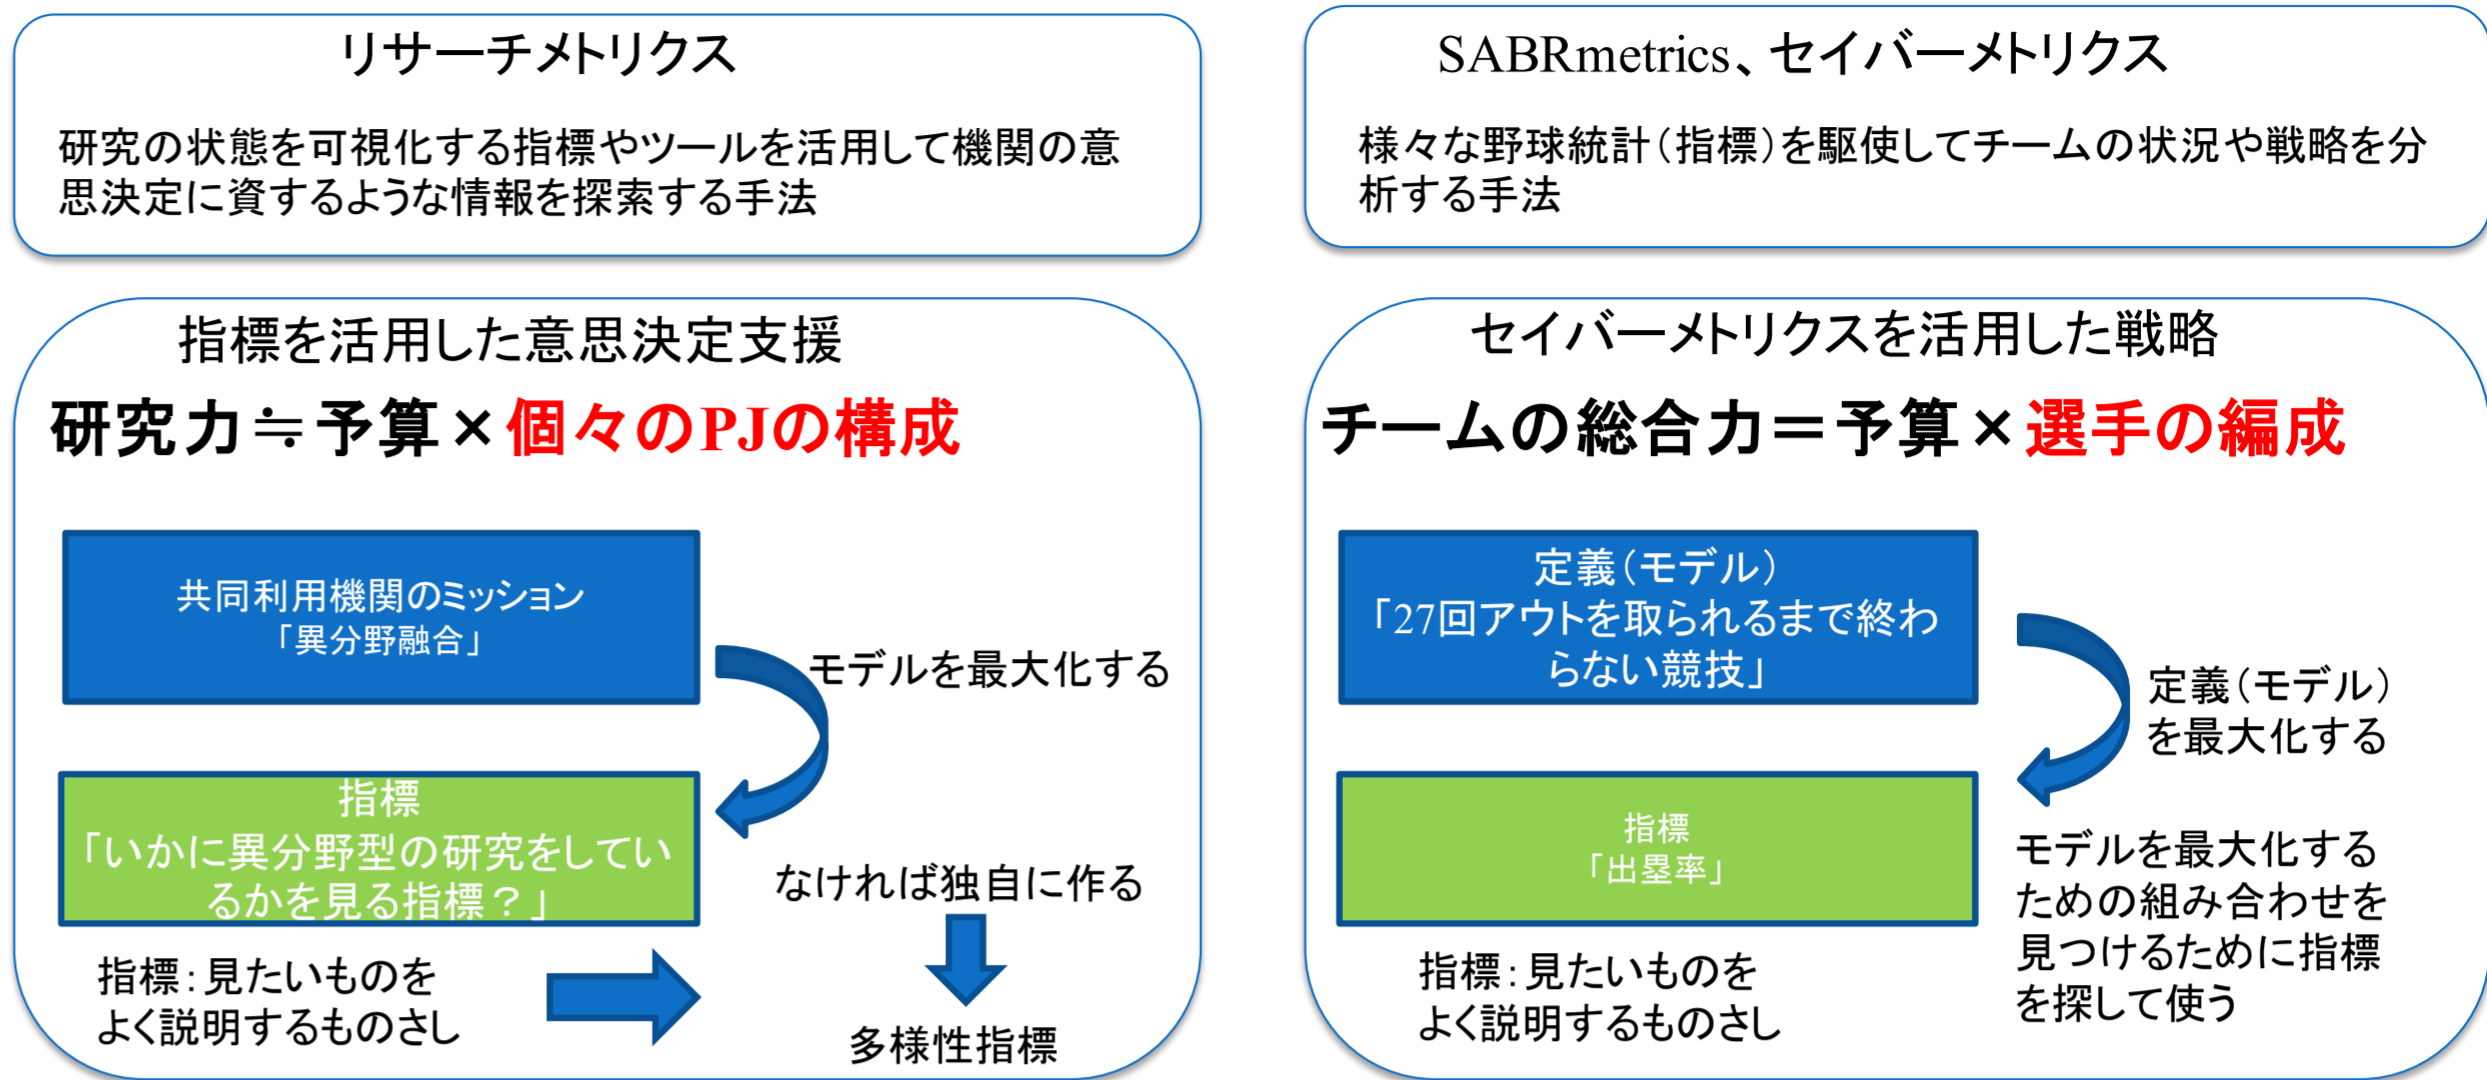 リサーチメトリクス
研究の状態を可視化する指標やツールを活用して機関の意
思決定に資するような情報を探索する手法
SABRmetrics、セイバーメトリクス
様々な野球統計（指標）を駆使してチームの状況や戦略を分
析する手法
指標を活用した意思決定支援
研究力≒予算×個々のPJの構成
共同利用機関のミッション
「異分野融合」
モデルを最大化する
指標
「いかに異分野型の研究をしてい
るかを見る指標？」
なければ独自に作る
指標：見たいものを
よく説明するものさし
多様性指標
セイバーメトリクスを活用した戦略
チームの総合力＝予算×選手の編成
定義（モデル）
「27回アウトを取られるまで終わ
らない競技」
定義（モデル）
を最大化する
指標
「出塁率」
モデルを最大化する
ための組み合わせを
見つけるために指標
を探して使う
指標：見たいものを
よく説明するものさし